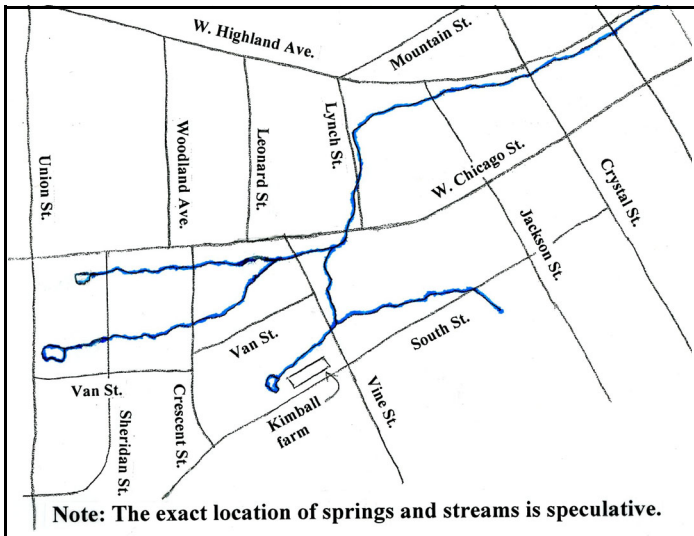 W. Highland Ave.
Mountain St.
Union St.
Woodland Ave.
Leonard St.
Lynch St.
W. Chicago St.
Crystal St.
Jackson St.
Van St.
South St.
Van St.
Sheridan St.
Crescent St.
Kimball
farm
Vine St.
Note: The exact location of springs and streams is speculative.